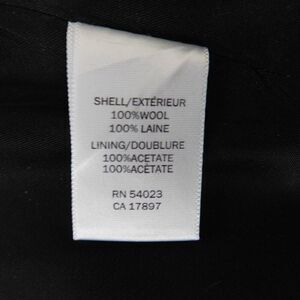 SHELL/EXTÉRIEUR
100%WOOL
100% LAINE
LINING/DOUBLURE
100%ACETATE
100%ACÉTATE
RN 54023
CA 17897